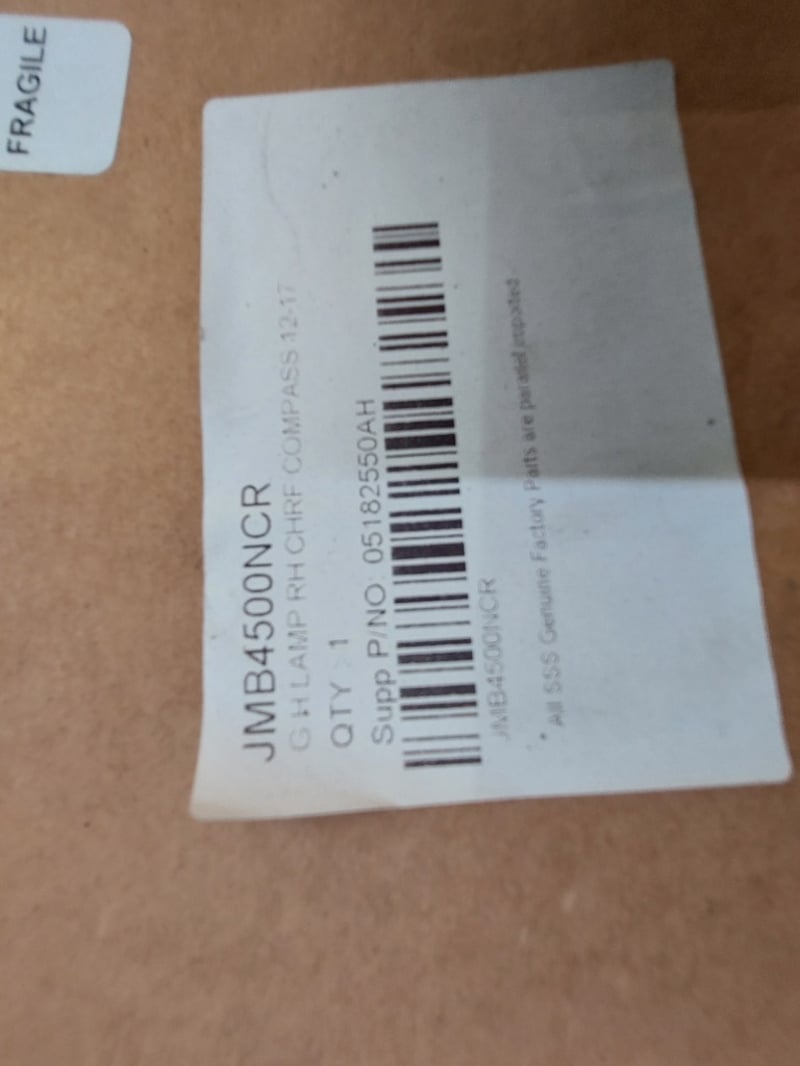 FRAGILE
JMB4500NCR
G H LAMP RH CHRF COMPASS 12-17
QTY : 1
Supp P/NO: 05182550AH
JMB4500NCR
* All SSS Genuine Factory Parts are parallel imported